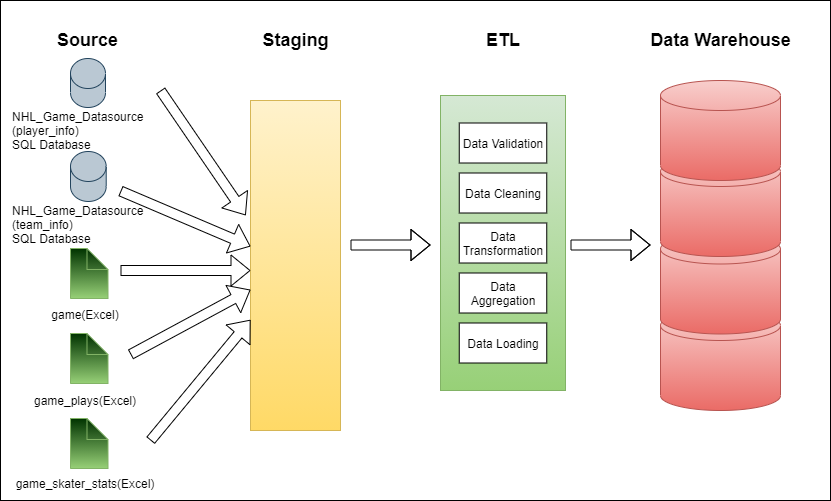 Source
Staging
ETL
Data Warehouse
NHL_Game_Datasource
(player_info)
SQL Database
NHL_Game_Datasource
(team_info)
SQL Database
game(Excel)
game_plays(Excel)
game_skater_stats(Excel)
Data Validation
Data Cleaning
Data
Transformation
Data
Aggregation
Data Loading